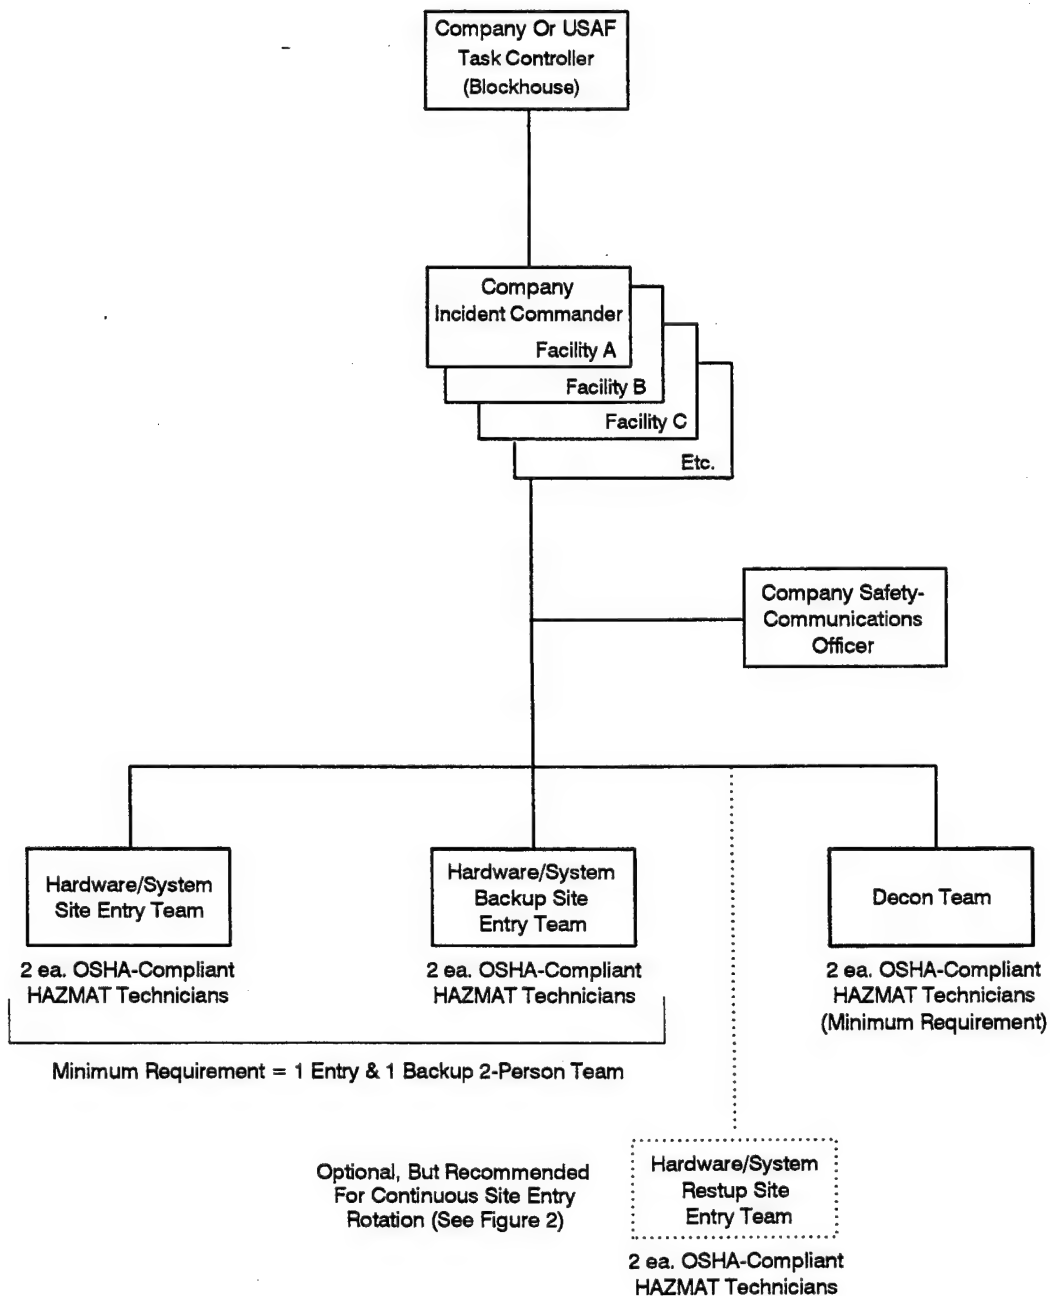 Company Or USAF
Task Controller
(Blockhouse)
Company
Incident Commander
Facility A
Facility B
Facility C
Etc.
Company Safety-
Communications
Officer
Hardware/System
Site Entry Team
2 ea. OSHA-Compliant
HAZMAT Technicians
Hardware/System
Backup Site
Entry Team
2 ea. OSHA-Compliant
HAZMAT Technicians
Decon Team
2 ea. OSHA-Compliant
HAZMAT Technicians
(Minimum Requirement)
Minimum Requirement = 1 Entry & 1 Backup 2-Person Team
Optional, But Recommended
For Continuous Site Entry
Rotation (See Figure 2)
Hardware/System
Restup Site
Entry Team
2 ea. OSHA-Compliant
HAZMAT Technicians